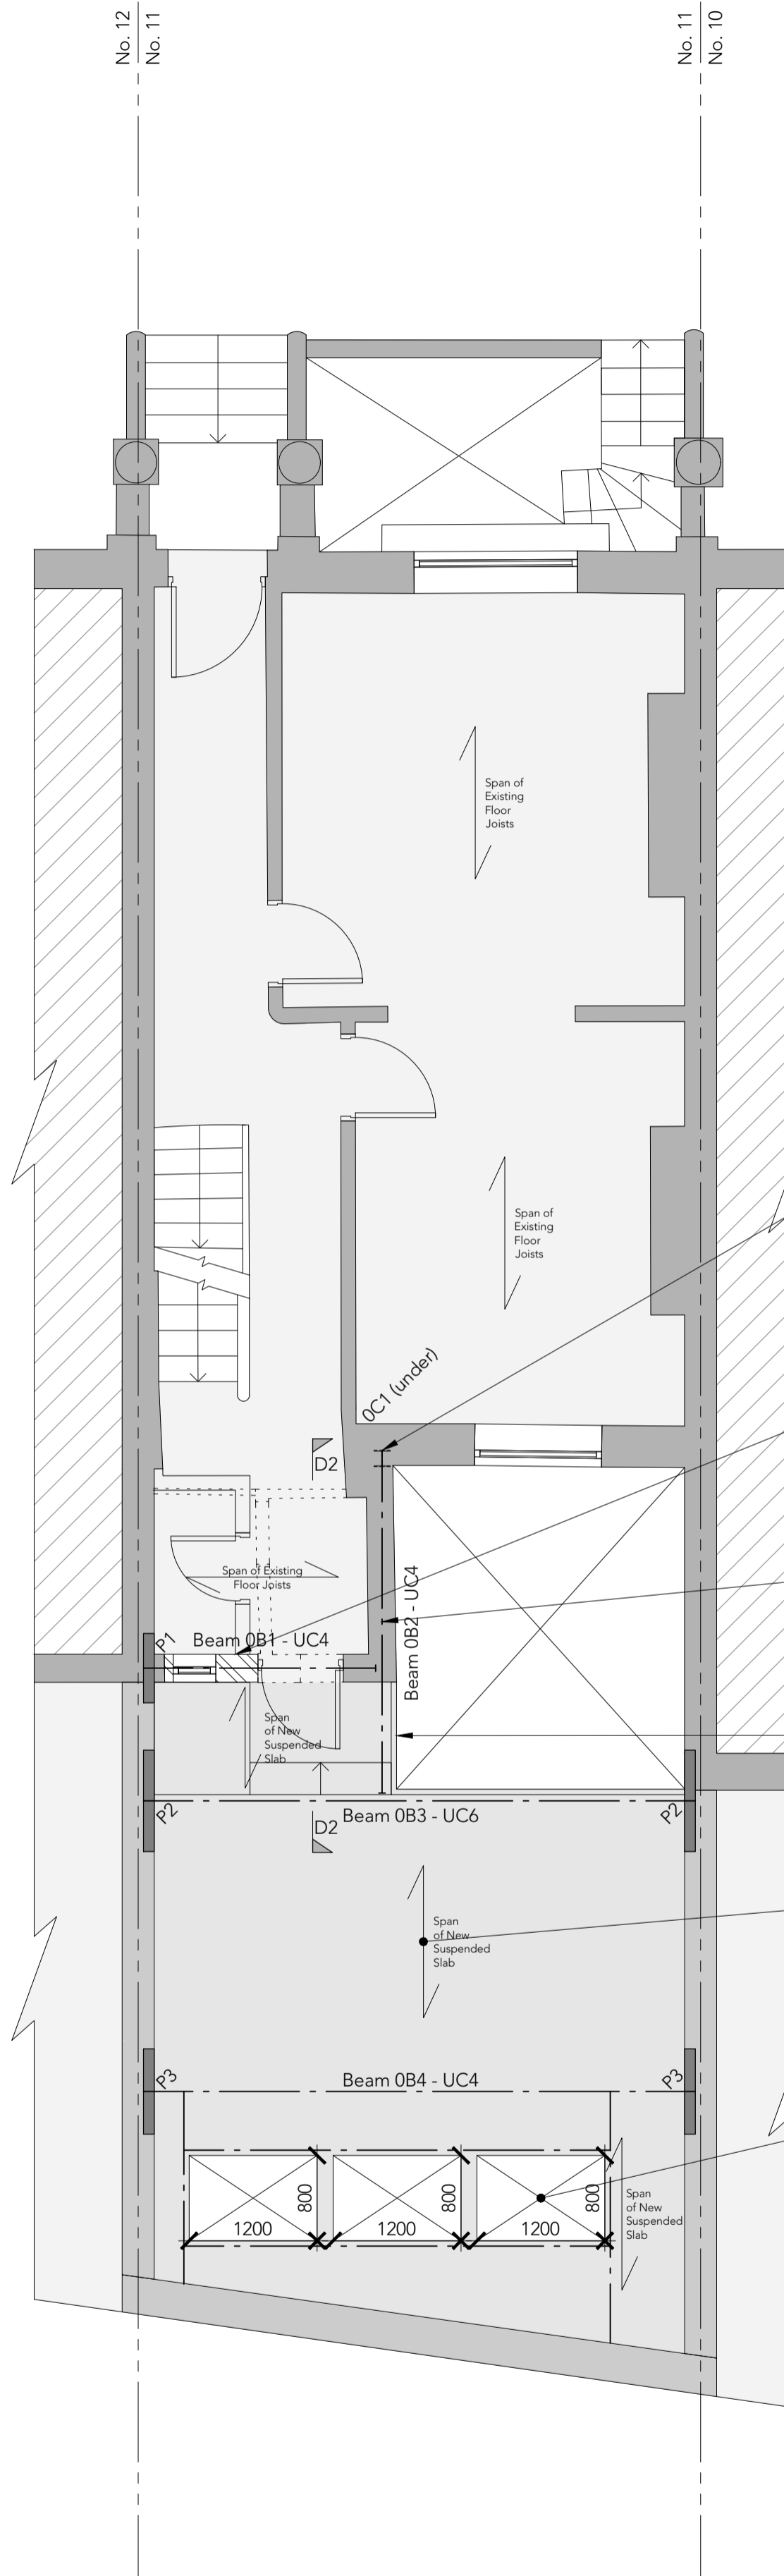 No. 12
No. 11
No. 11
No. 10
Span of
Existing
Floor
Joists
Span of
Existing
Floor
Joists
0C1 (under)
D2
Span of Existing
Floor Joists
Beam 0B2 - UC4
P1
Beam 0B1 - UC4
Span
of New
Suspended
Slab
P2
Beam 0B3 - UC6
P2
D2
Span
of New
Suspended
Slab
P3
Beam 0B4 - UC4
P3
800
800
800
1200
1200
1200
Span
of New
Suspended
Slab